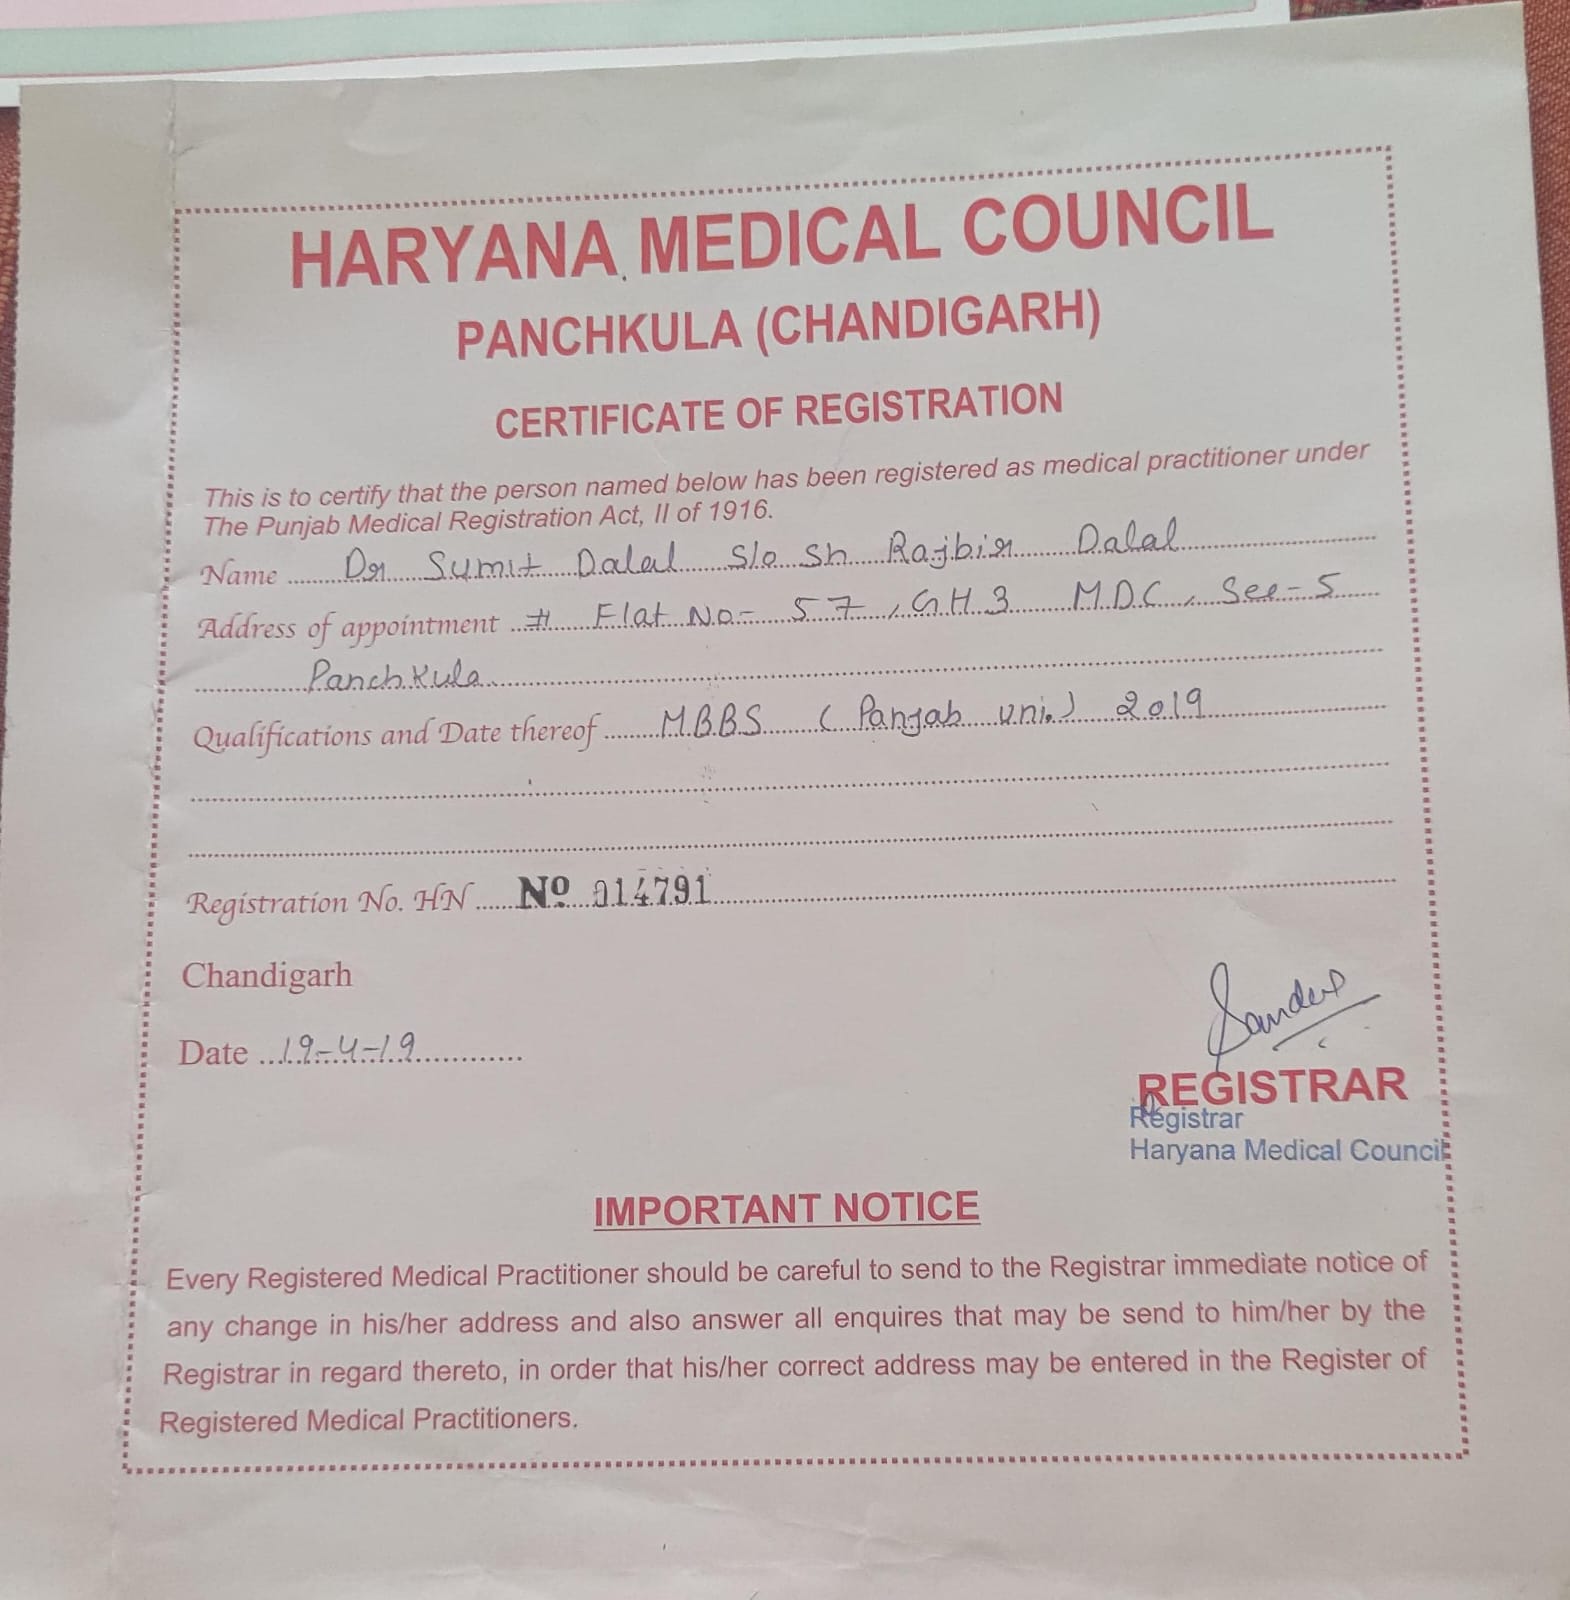 HARYANA MEDICAL COUNCIL
PANCHKULA (CHANDIGARH)
CERTIFICATE OF REGISTRATION
This is to certify that the person named below has been registered as medical practitioner under
The Punjab Medical Registration Act, II of 1916.
Name Dr Sumit Dalal S/o Sh Rajbir Dalal
Address of appointment # Flat No- 57, GH 3 M.D.C, Sec-5
Panchkula
Qualifications and Date thereof M.B.B.S (Panjab uni.) 2019
Registration No. HN Nº 014791
Chandigarh
Date 19-4-19
REGISTRAR
Registrar
Haryana Medical Council
IMPORTANT NOTICE
Every Registered Medical Practitioner should be careful to send to the Registrar immediate notice of
any change in his/her address and also answer all enquires that may be send to him/her by the
Registrar in regard thereto, in order that his/her correct address may be entered in the Register of
Registered Medical Practitioners.